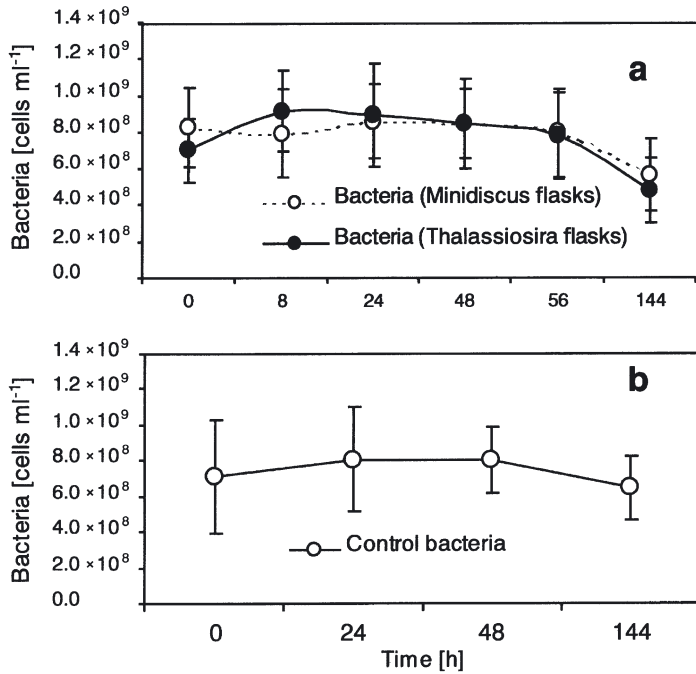 1.4 ×10⁹
1.2 ×10⁹
1.0 ×10⁹
8.0 ×10⁸
6.0 ×10⁸
4.0 ×10⁸
2.0 ×10⁸
0.0
Bacteria [cells ml⁻¹]
a
Bacteria (Minidiscus flasks)
Bacteria (Thalassiosira flasks)
0 8 24 48 56 144
1.4 ×10⁹
1.2 ×10⁹
1.0 ×10⁹
8.0 ×10⁸
6.0 ×10⁸
4.0 ×10⁸
2.0 ×10⁸
0.0
Bacteria [cells ml⁻¹]
b
Control bacteria
0 24 48 144
Time [h]